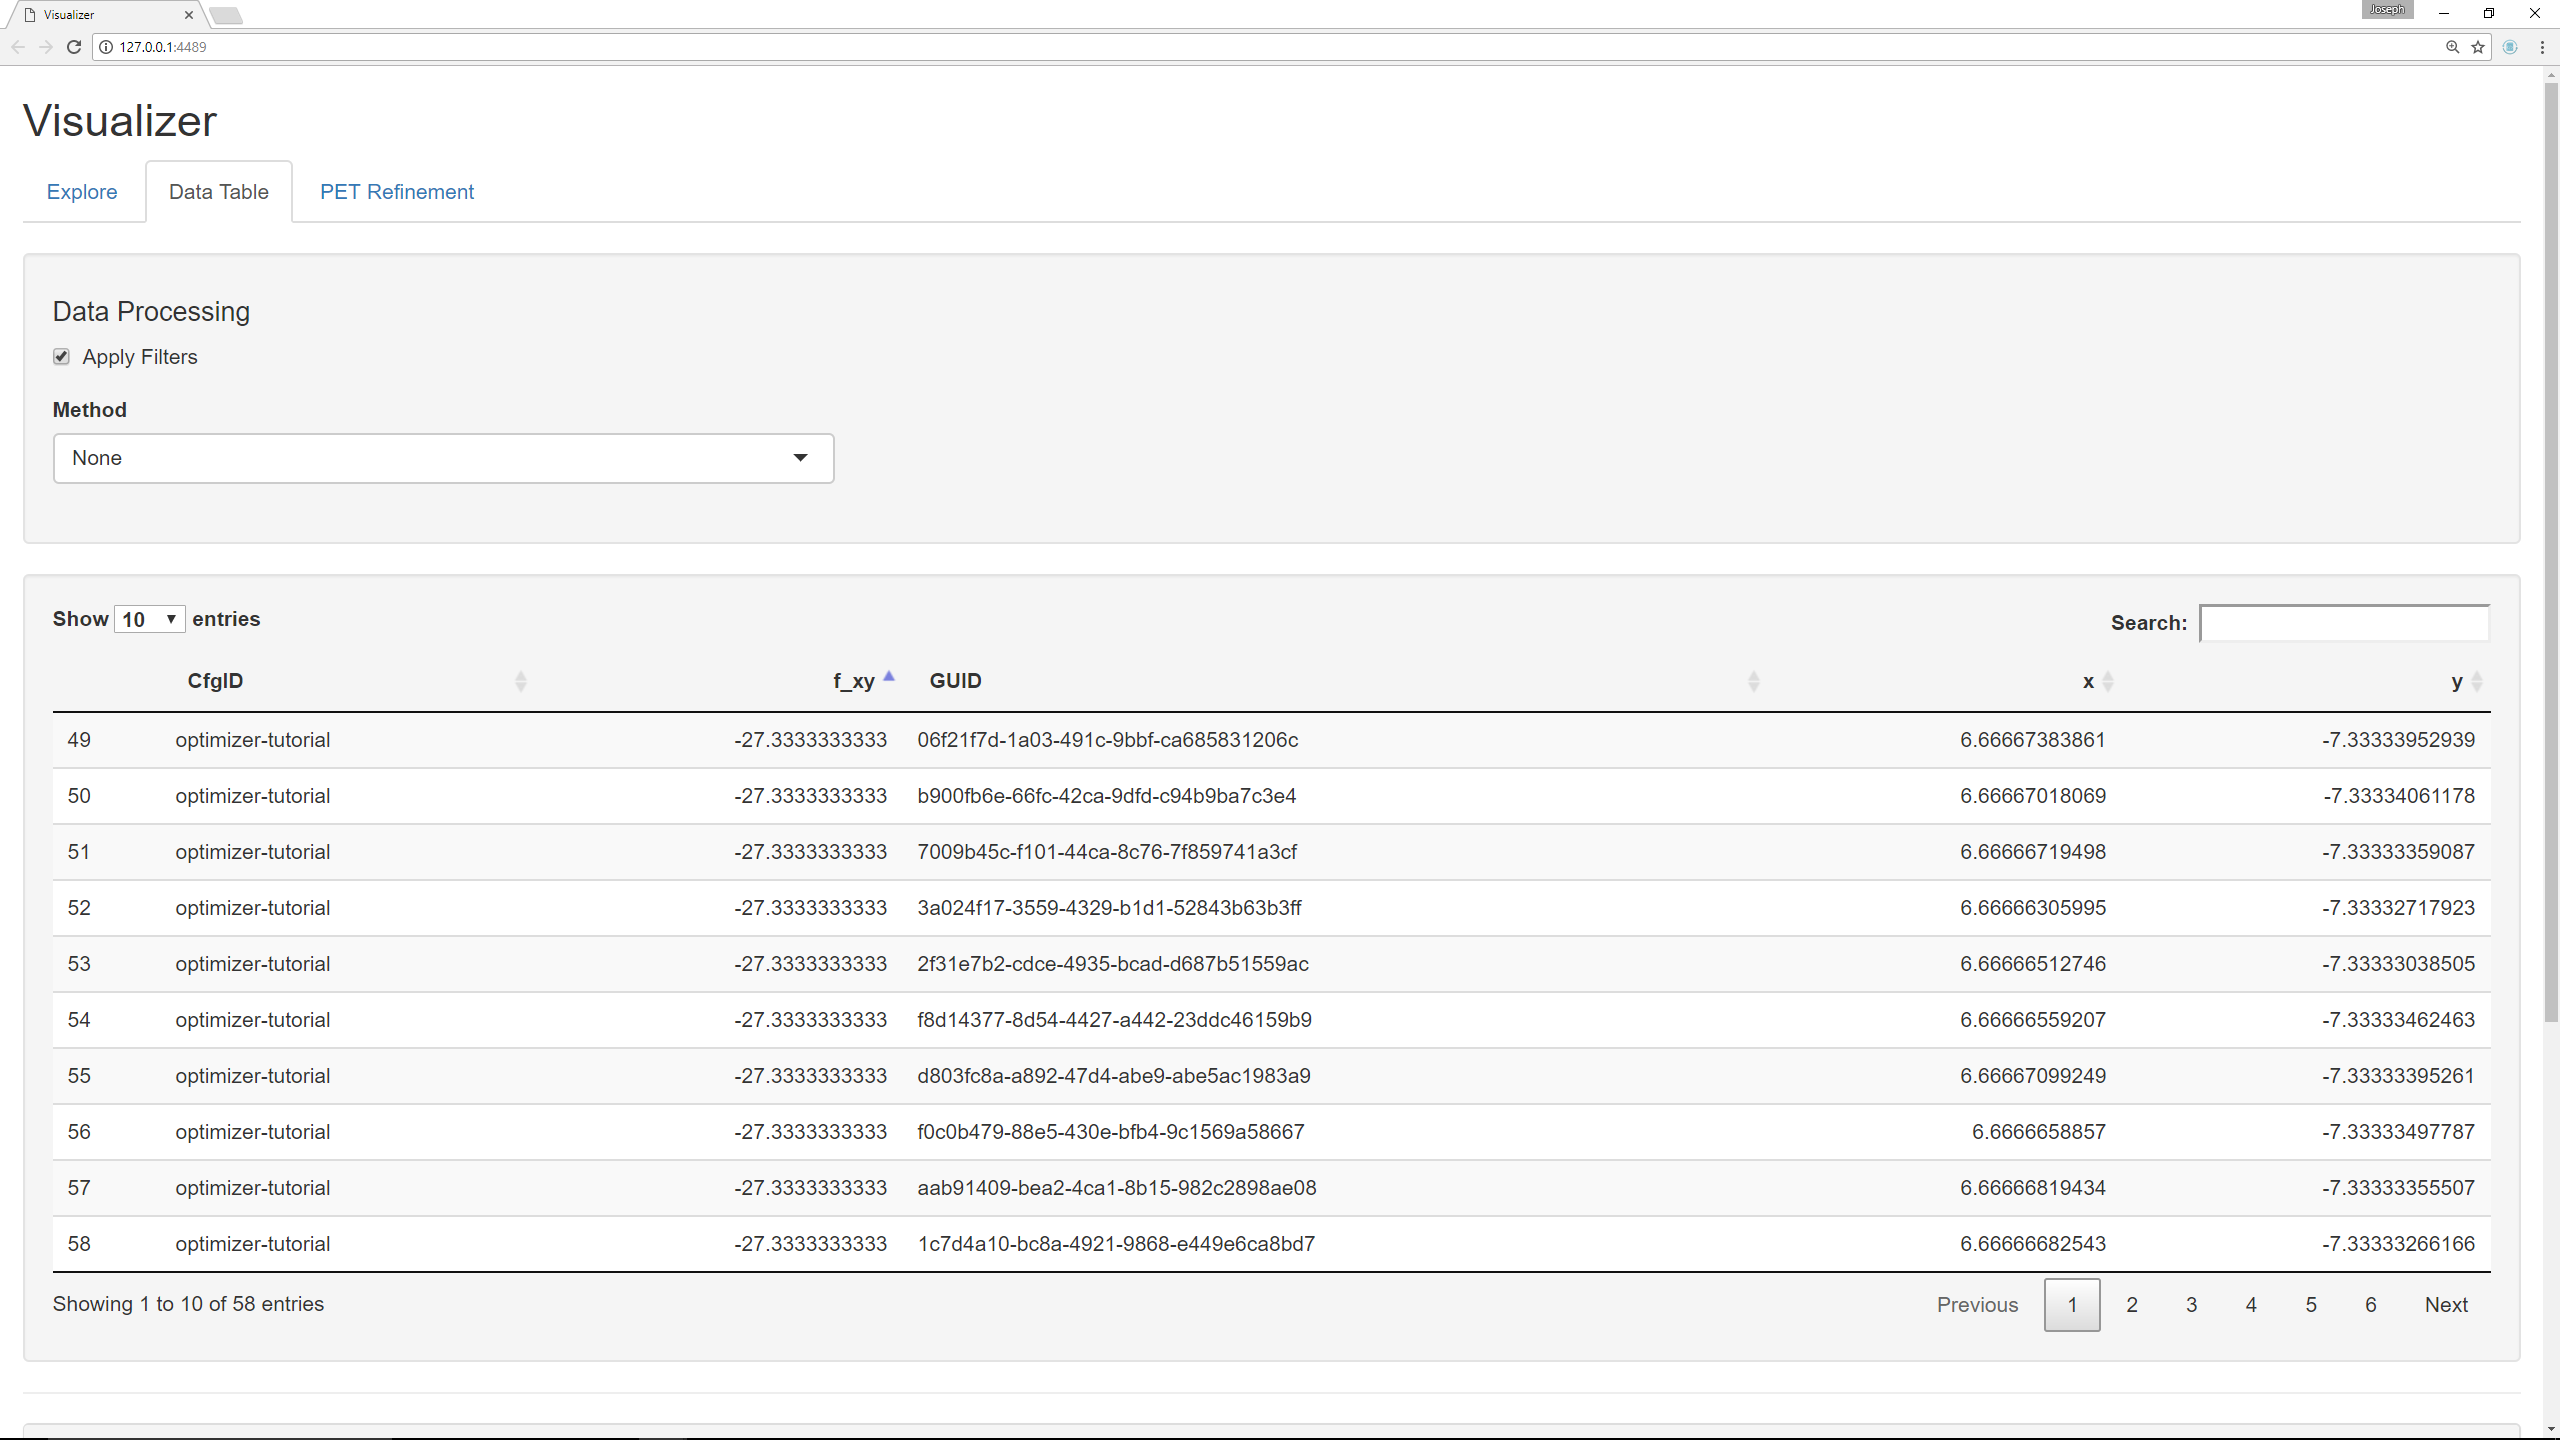 Visualizer
Joseph
127.0.0.1:4489
Visualizer
Explore Data Table PET Refinement
Data Processing
Apply Filters
Method
None
Show 10 entries Search:
CfgID f_xy GUID x y
49 optimizer-tutorial -27.3333333333 06f21f7d-1a03-491c-9bbf-ca685831206c 6.66667383861 -7.33333952939
50 optimizer-tutorial -27.3333333333 b900fb6e-66fc-42ca-9dfd-c94b9ba7c3e4 6.66667018069 -7.33334061178
51 optimizer-tutorial -27.3333333333 7009b45c-f101-44ca-8c76-7f859741a3cf 6.66666719498 -7.33333359087
52 optimizer-tutorial -27.3333333333 3a024f17-3559-4329-b1d1-52843b63b3ff 6.66666305995 -7.33332717923
53 optimizer-tutorial -27.3333333333 2f31e7b2-cdce-4935-bcad-d687b51559ac 6.66666512746 -7.33333038505
54 optimizer-tutorial -27.3333333333 f8d14377-8d54-4427-a442-23ddc46159b9 6.66666559207 -7.33333462463
55 optimizer-tutorial -27.3333333333 d803fc8a-a892-47d4-abe9-abe5ac1983a9 6.66667099249 -7.33333395261
56 optimizer-tutorial -27.3333333333 f0c0b479-88e5-430e-bfb4-9c1569a58667 6.6666658857 -7.33333497787
57 optimizer-tutorial -27.3333333333 aab91409-bea2-4ca1-8b15-982c2898ae08 6.66666819434 -7.33333355507
58 optimizer-tutorial -27.3333333333 1c7d4a10-bc8a-4921-9868-e449e6ca8bd7 6.66666682543 -7.33333266166
Showing 1 to 10 of 58 entries Previous 1 2 3 4 5 6 Next